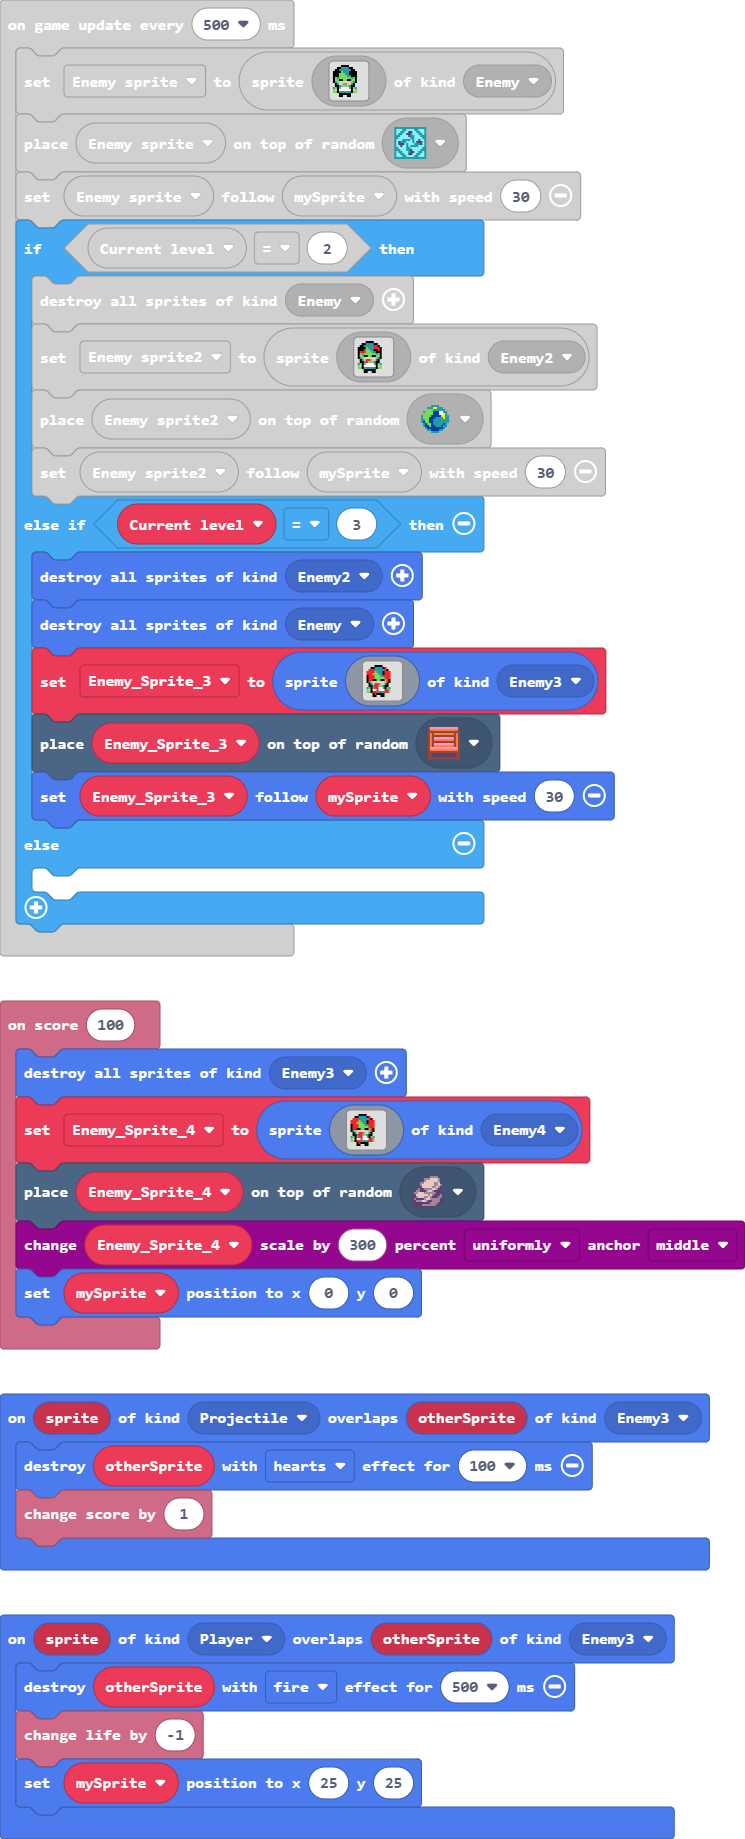 on game update every 500 ms
set Enemy sprite to sprite of kind Enemy
place Enemy sprite on top of random
set Enemy sprite follow mySprite with speed 30
if Current level = 2 then
destroy all sprites of kind Enemy
set Enemy sprite2 to sprite of kind Enemy2
place Enemy sprite2 on top of random
set Enemy sprite2 follow mySprite with speed 30
else if Current level = 3 then
destroy all sprites of kind Enemy2
destroy all sprites of kind Enemy
set Enemy_Sprite_3 to sprite of kind Enemy3
place Enemy_Sprite_3 on top of random
set Enemy_Sprite_3 follow mySprite with speed 30
else
on score 100
destroy all sprites of kind Enemy3
set Enemy_Sprite_4 to sprite of kind Enemy4
place Enemy_Sprite_4 on top of random
change Enemy_Sprite_4 scale by 300 percent uniformly anchor middle
set mySprite position to x 0 y 0
on sprite of kind Projectile overlaps otherSprite of kind Enemy3
destroy otherSprite with hearts effect for 100 ms
change score by 1
on sprite of kind Player overlaps otherSprite of kind Enemy3
destroy otherSprite with fire effect for 500 ms
change life by -1
set mySprite position to x 25 y 25